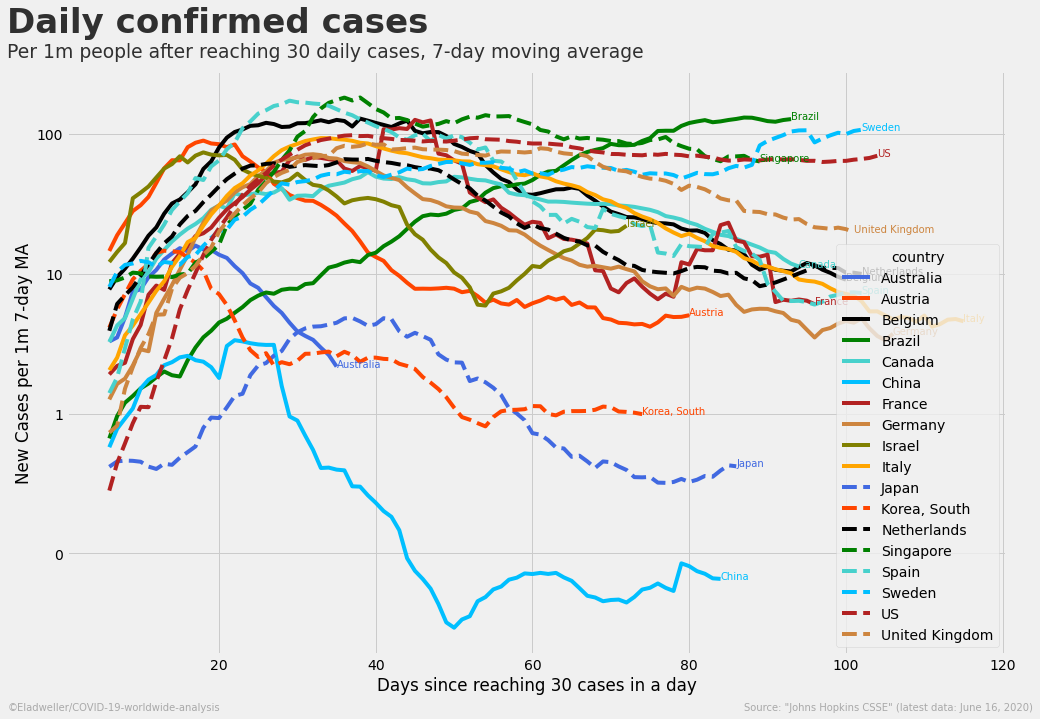 Daily confirmed cases
Per 1m people after reaching 30 daily cases, 7-day moving average
New Cases per 1m 7-day MA
100
10
1
0
Brazil
Sweden
US
Singapore
Israel
United Kingdom
Canada
Netherlands
Spain
France
Italy
Germany
Austria
Australia
Korea, South
Japan
China
country
Australia
Austria
Belgium
Brazil
Canada
China
France
Germany
Israel
Italy
Japan
Korea, South
Netherlands
Singapore
Spain
Sweden
US
United Kingdom
20
40
60
80
100
120
Days since reaching 30 cases in a day
©Eladweller/COVID-19-worldwide-analysis
Source: "Johns Hopkins CSSE" (latest data: June 16, 2020)